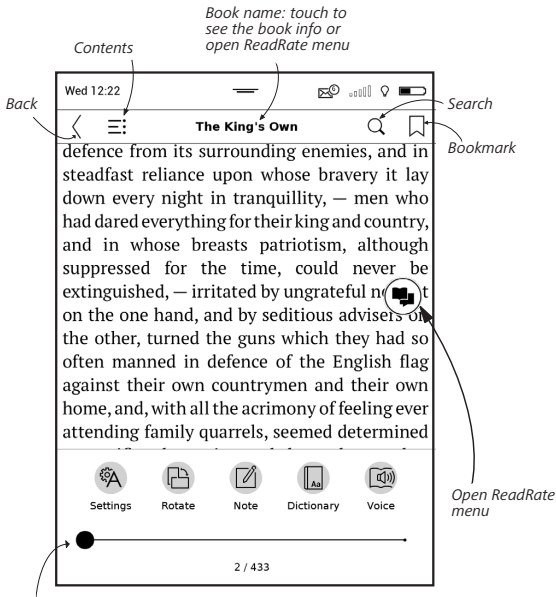 Book name: touch to
see the book info or
open ReadRate menu
Contents
Back
Search
Bookmark
Wed 12:22
6
The King's Own
defence from its surrounding enemies, and in
steadfast reliance upon whose bravery it lay
down every night in tranquillity, — men who
had dared everything for their king and country,
and in whose breasts patriotism, although
suppressed for the time, could never be
extinguished, — irritated by ungrateful
on the one hand, and by seditious advisers on
the other, turned the guns which they had so
often manned in defence of the English flag
against their own countrymen and their own
home, and, with all the acrimony of feeling ever
attending family quarrels, seemed determined
Open ReadRate
menu
A
Aa
Settings
Rotate
Note
Dictionary
Voice
2 / 433